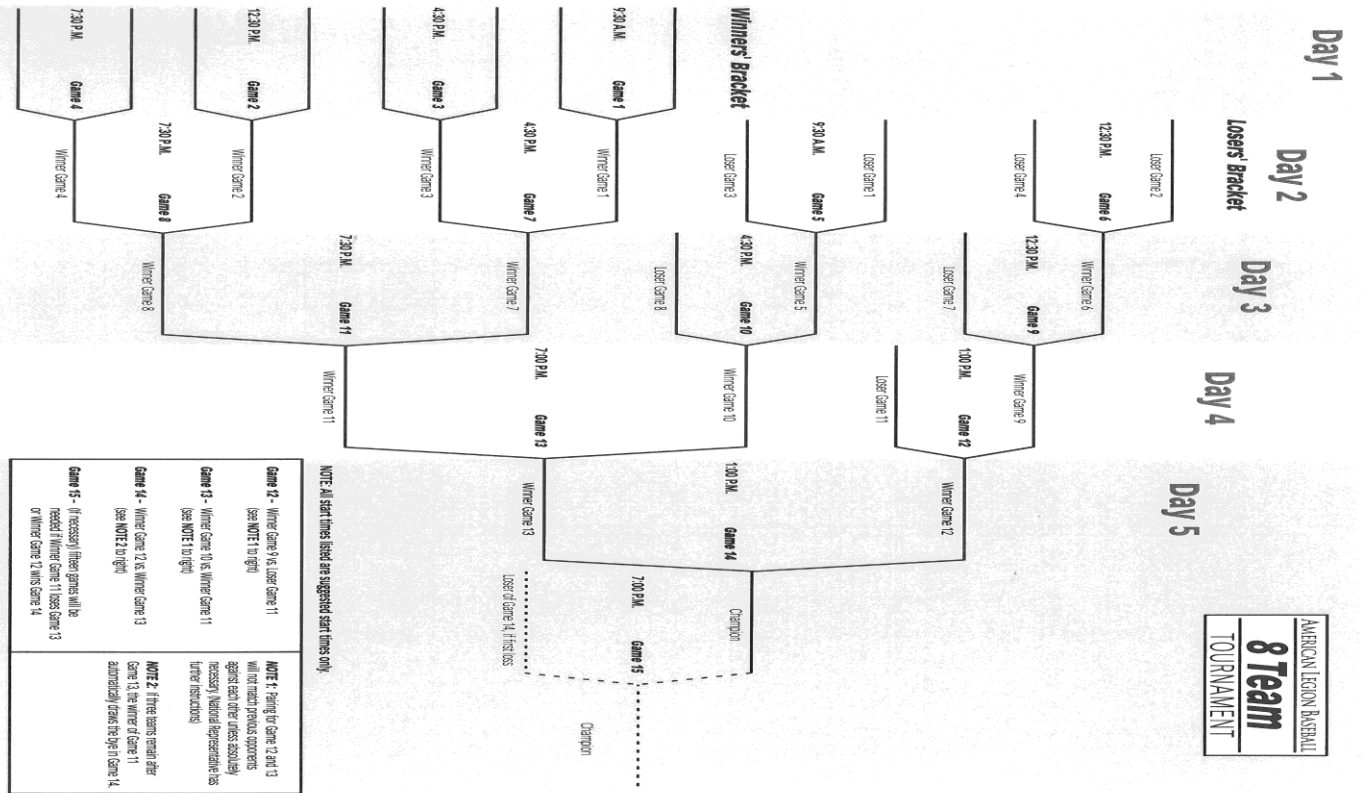 AMERICAN LEGION BASEBALL
8 Team
TOURNAMENT
Day 1
Day 2
Day 3
Day 4
Day 5
Losers' Bracket
Loser Game 2
12:30 P.M. Game 6
Loser Game 4
Loser Game 1
9:30 A.M. Game 5
Loser Game 3
Winner Game 6
12:30 P.M. Game 9
Loser Game 7
Winner Game 5
4:30 P.M. Game 10
Loser Game 8
Winner Game 9
1:00 P.M. Game 12
Loser Game 11
Winner Game 10
7:00 P.M. Game 13
Winner Game 11
Winner Game 12
1:00 P.M. Game 14
Winner Game 13
Champion
7:00 P.M. Game 15
Loser of Game 14, if first loss
Champion
Winners' Bracket
9:30 A.M. Game 1
4:30 P.M. Game 3
12:30 P.M. Game 2
7:30 P.M. Game 4
Winner Game 1
4:30 P.M. Game 7
Winner Game 3
Winner Game 2
7:30 P.M. Game 8
Winner Game 4
Winner Game 7
7:30 P.M. Game 11
Winner Game 8
NOTE: All start times listed are suggested start times only.
Game 12 - Winner Game 9 vs. Loser Game 11
(see NOTE 1 to right)
Game 13 - Winner Game 10 vs. Winner Game 11
(see NOTE 1 to right)
Game 14 - Winner Game 12 vs. Winner Game 13
(see NOTE 2 to right)
Game 15 - (If necessary) fifteen games will be
needed if Winner Game 11 loses Game 13
or Winner Game 12 wins Game 14
NOTE 1: Pairing for Game 12 and 13
will not match previous opponents
against each other unless absolutely
necessary. (National Representative has
further instructions)
NOTE 2: If three teams remain after
Game 13, the winner of Game 11
automatically draws the bye in Game 14.